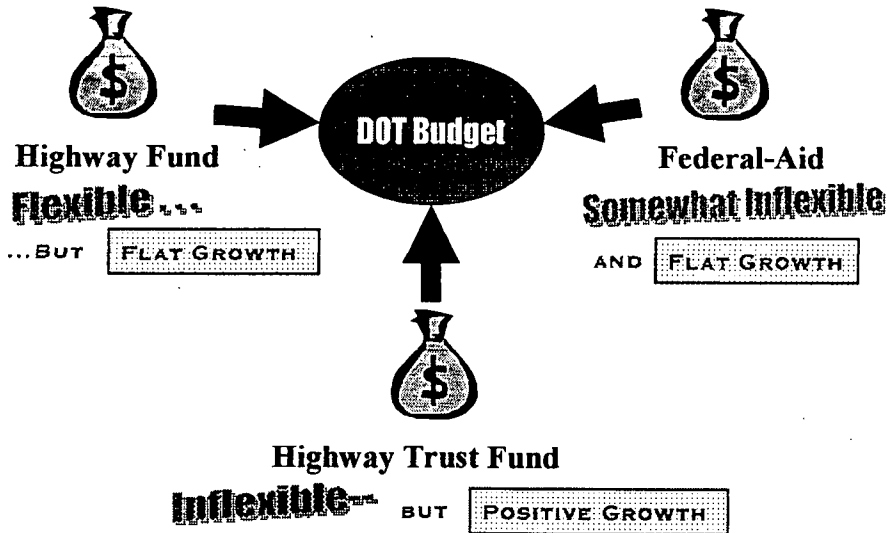 DOT Budget
Highway Fund
Flexible...
...BUT FLAT GROWTH
Federal-Aid
Somewhat Inflexible
AND FLAT GROWTH
$
$
$
Highway Trust Fund
Inflexible... BUT POSITIVE GROWTH